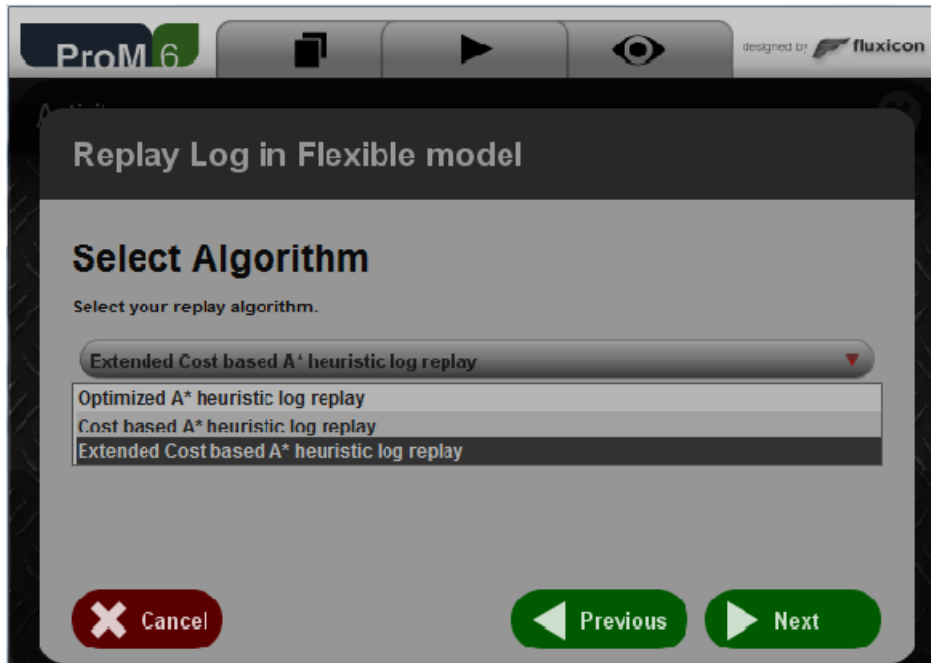 ProM 6
designed by fluxicon
Replay Log in Flexible model
Select Algorithm
Select your replay algorithm.
Extended Cost based A* heuristic log replay
Optimized A* heuristic log replay
Cost based A* heuristic log replay
Extended Cost based A* heuristic log replay
Cancel
Previous
Next